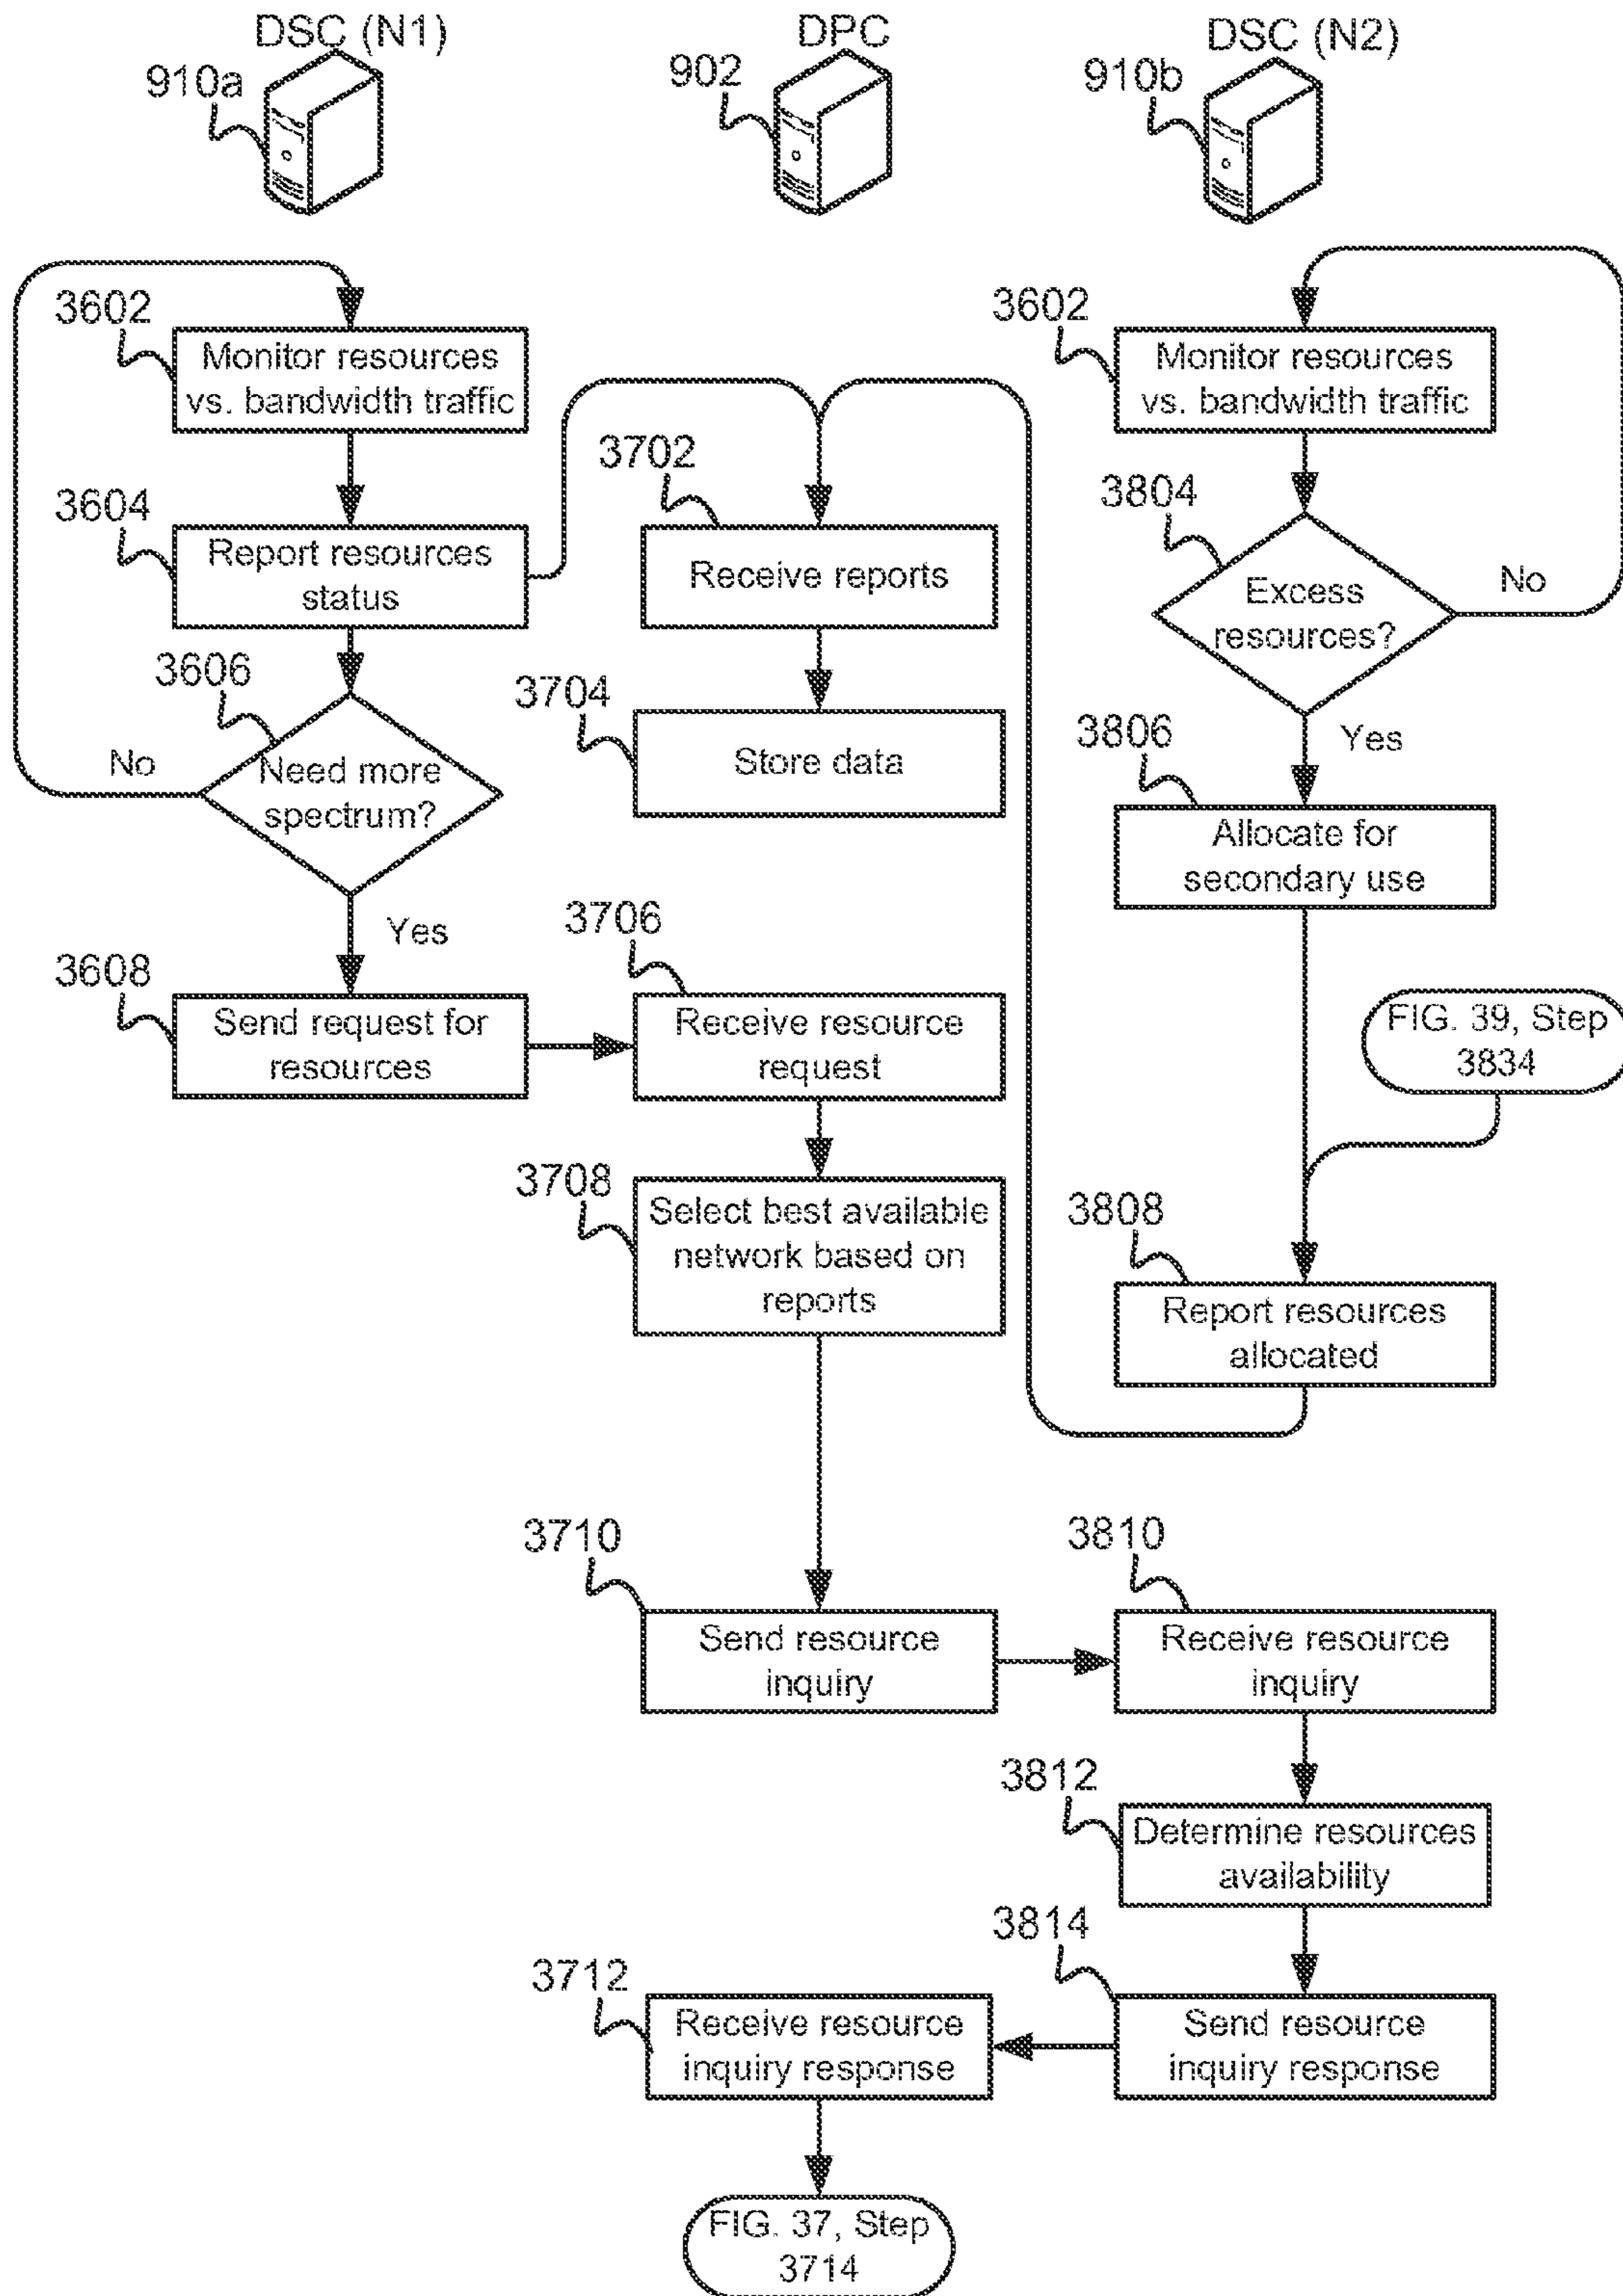 DSC (N1)
DPC
DSC (N2)
910a
902
910b
3602
Monitor resources
vs. bandwidth traffic
3602
Monitor resources
vs. bandwidth traffic
3604
Report resources
status
3702
Receive reports
3804
Excess
resources?
No
3606
Need more
spectrum?
No
Yes
3704
Store data
3806
Yes
Allocate for
secondary use
3608
Send request for
resources
3706
Receive resource
request
FIG. 39, Step
3834
3708
Select best available
network based on
reports
3808
Report resources
allocated
3710
Send resource
inquiry
3810
Receive resource
inquiry
3812
Determine resources
availability
3814
Send resource
inquiry response
3712
Receive resource
inquiry response
FIG. 37, Step
3714